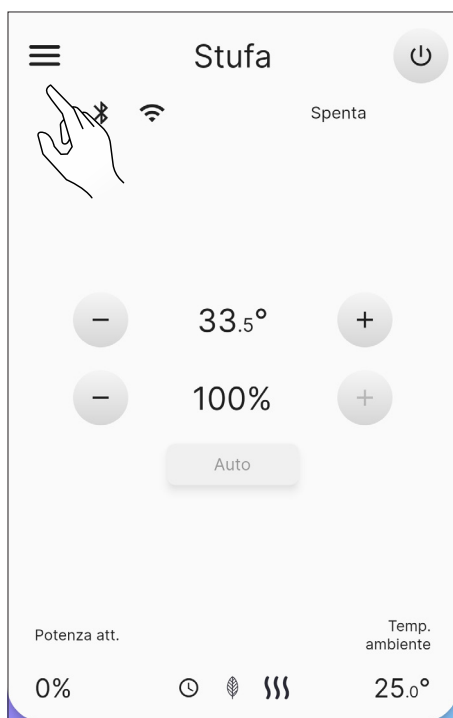 Stufa
Spenta
− 33.5° +
− 100% +
Auto
Potenza att.
Temp.
ambiente
0%
25.0°